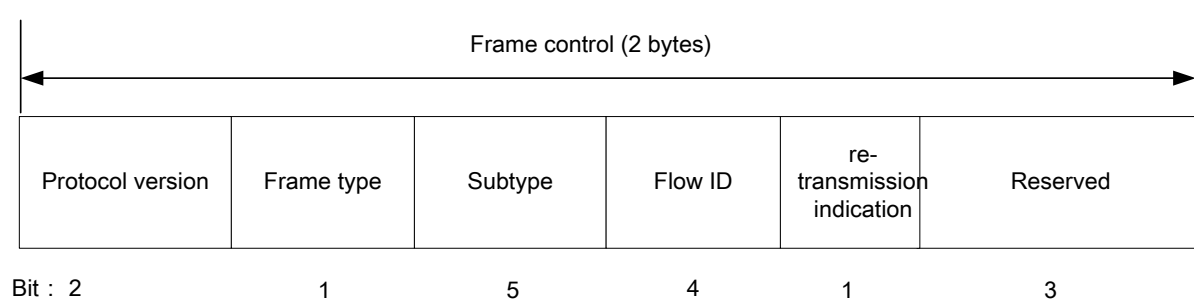 Frame control (2 bytes)
Protocol version Frame type Subtype Flow ID re-
transmission
indication Reserved
Bit : 2 1 5 4 1 3